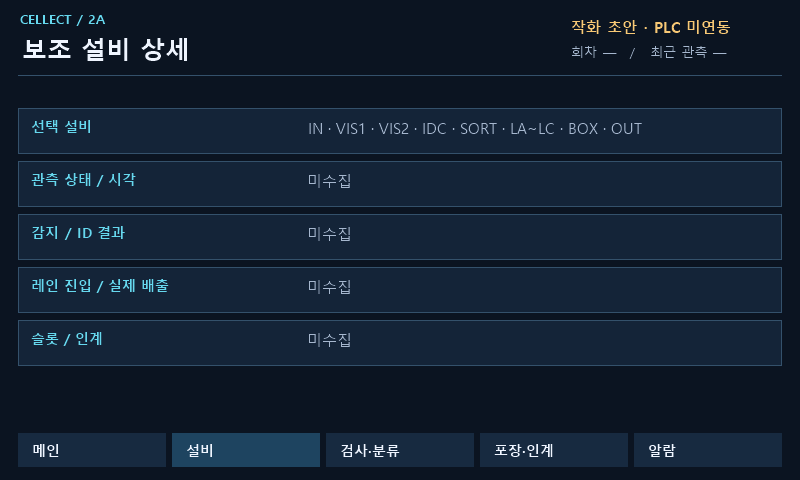 CELLECT / 2A
보조 설비 상세
작화 초안 · PLC 미연동
회차 — / 최근 관측 —
선택 설비 IN · VIS1 · VIS2 · IDC · SORT · LA~LC · BOX · OUT
관측 상태 / 시각 미수집
감지 / ID 결과 미수집
레인 진입 / 실제 배출 미수집
슬롯 / 인계 미수집
메인 설비 검사·분류 포장·인계 알람